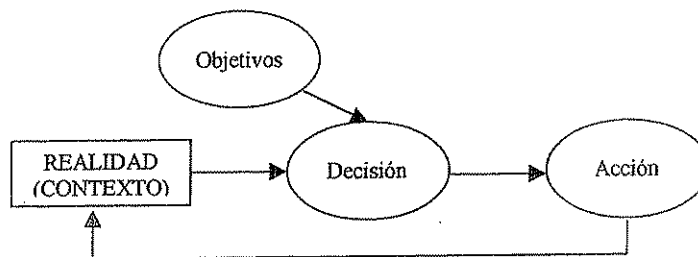 Objetivos
REALIDAD
(CONTEXTO)
Decisión
Acción